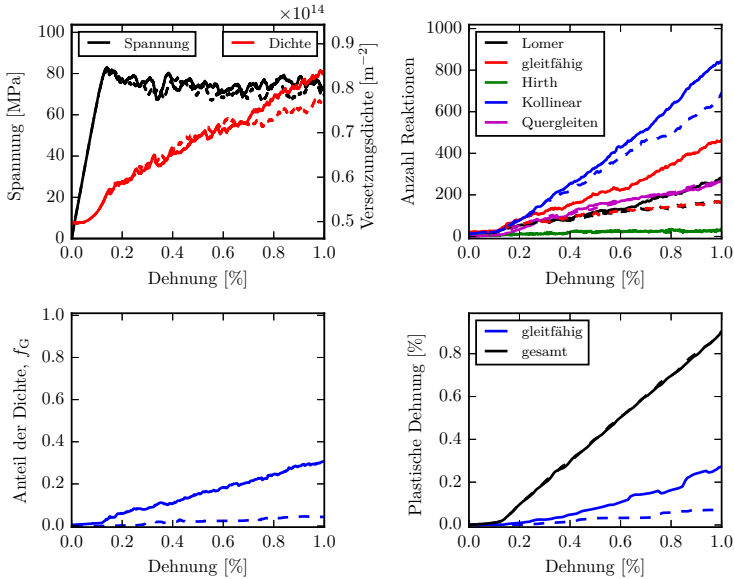 ×10¹⁴
Spannung
Dichte
Spannung [MPa]
100
80
60
40
20
0
Versetzungsdichte [m⁻²]
0.9
0.8
0.7
0.6
0.5
0.0 0.2 0.4 0.6 0.8 1.0
Dehnung [%]
Lomer
gleitfähig
Hirth
Kollinear
Quergleiten
Anzahl Reaktionen
1000
800
600
400
200
0
0.0 0.2 0.4 0.6 0.8 1.0
Dehnung [%]
Anteil der Dichte, f_G
1.0
0.8
0.6
0.4
0.2
0.0
0.0 0.2 0.4 0.6 0.8 1.0
Dehnung [%]
gleitfähig
gesamt
Plastische Dehnung [%]
0.8
0.6
0.4
0.2
0.0
0.0 0.2 0.4 0.6 0.8 1.0
Dehnung [%]